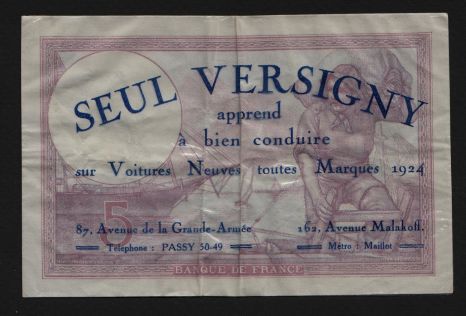 SEUL VERSIGNY
apprend
à bien conduire
sur Voitures Neuves toutes Marques 1924
5
87, Avenue de la Grande-Armée 162, Avenue Malakoff.
Téléphone : PASSY 50-49 Métro : Maillot
BANQUE DE FRANCE